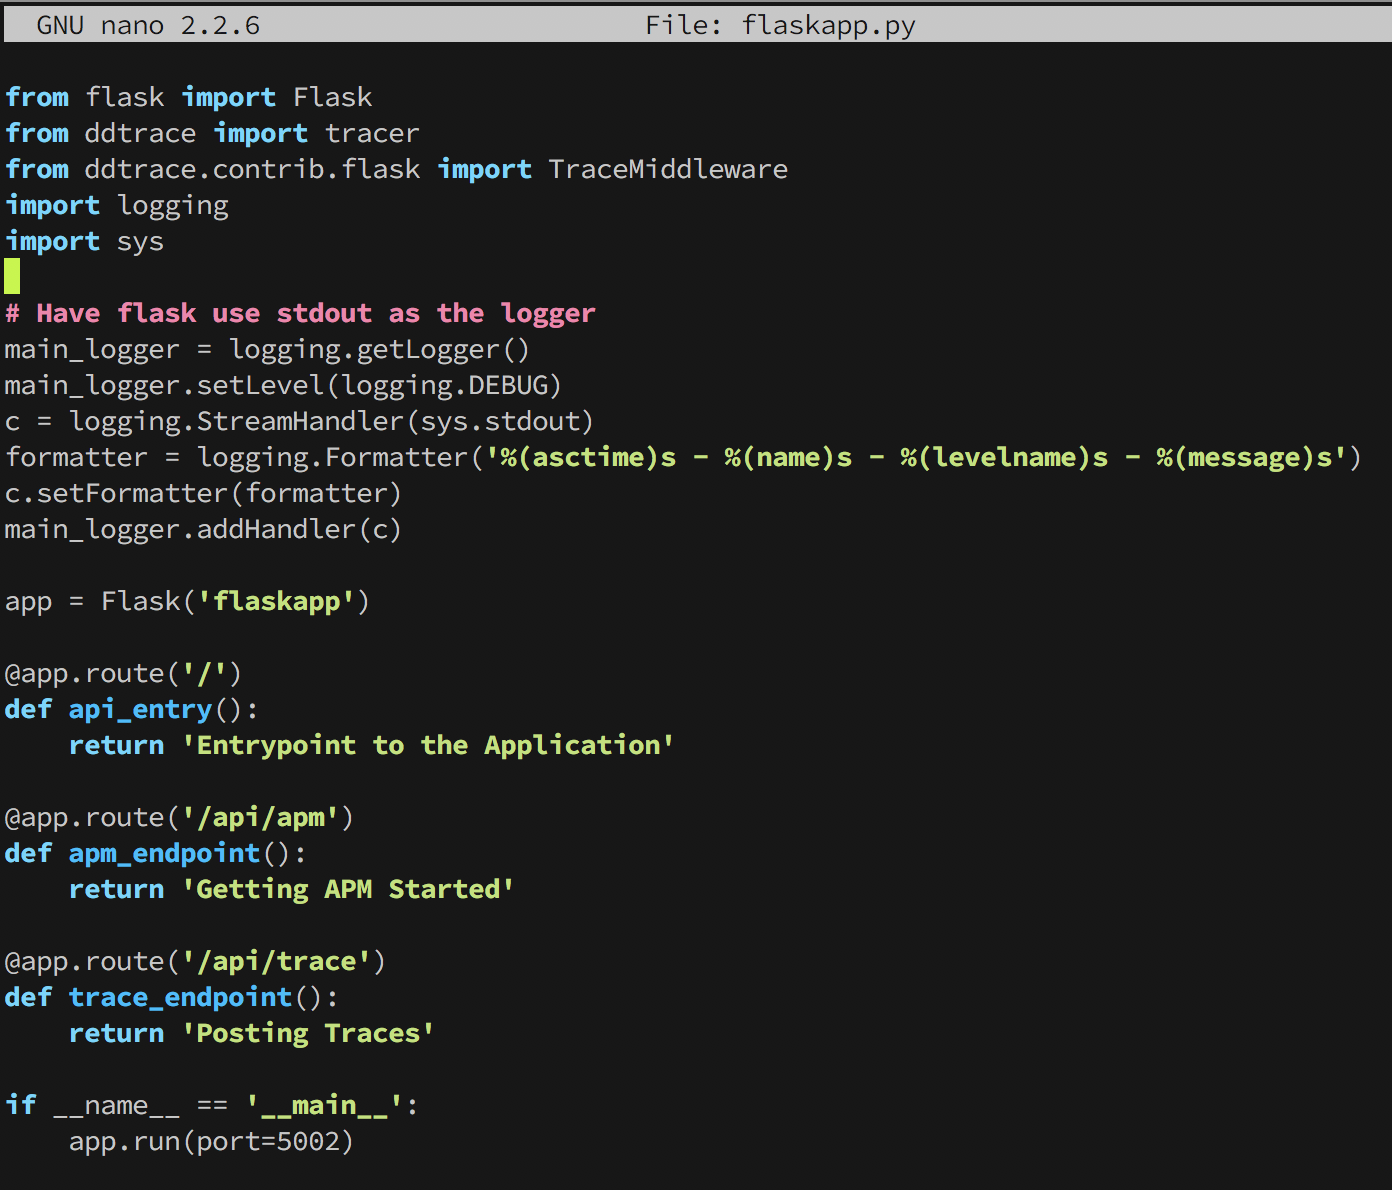 GNU nano 2.2.6 File: flaskapp.py
from flask import Flask
from ddtrace import tracer
from ddtrace.contrib.flask import TraceMiddleware
import logging
import sys
# Have flask use stdout as the logger
main_logger = logging.getLogger()
main_logger.setLevel(logging.DEBUG)
c = logging.StreamHandler(sys.stdout)
formatter = logging.Formatter('%(asctime)s - %(name)s - %(levelname)s - %(message)s')
c.setFormatter(formatter)
main_logger.addHandler(c)
app = Flask('flaskapp')
@app.route('/')
def api_entry():
    return 'Entrypoint to the Application'
@app.route('/api/apm')
def apm_endpoint():
    return 'Getting APM Started'
@app.route('/api/trace')
def trace_endpoint():
    return 'Posting Traces'
if __name__ == '__main__':
    app.run(port=5002)